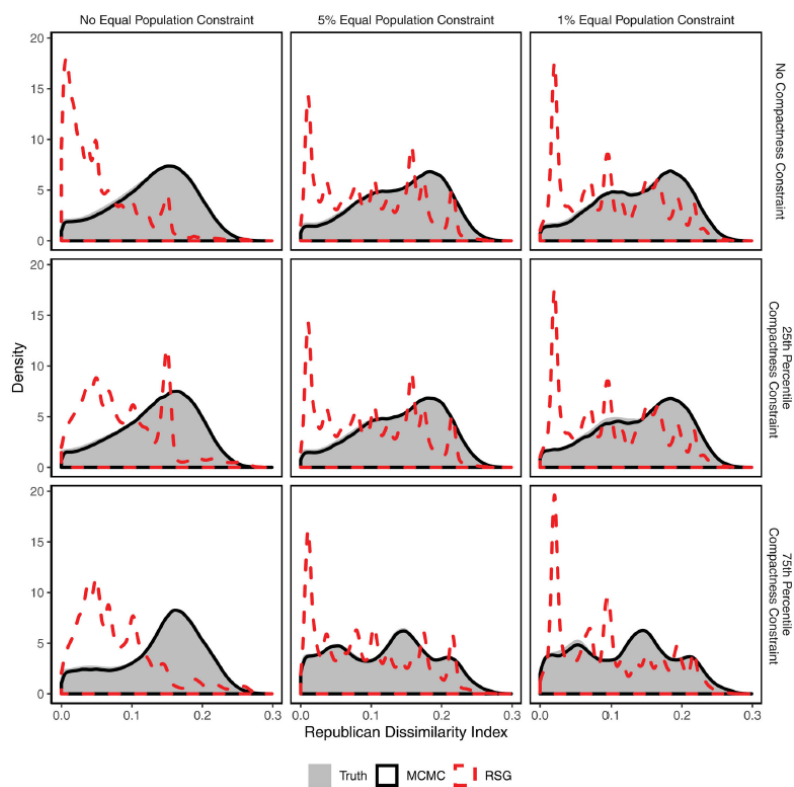 No Equal Population Constraint
5% Equal Population Constraint
1% Equal Population Constraint
20
15
10
5
0
No Compactness Constraint
20
15
10
5
0
25th Percentile
Compactness Constraint
20
15
10
5
0
75th Percentile
Compactness Constraint
Density
0.0 0.1 0.2 0.3
0.0 0.1 0.2 0.3
0.0 0.1 0.2 0.3
Republican Dissimilarity Index
Truth MCMC RSG